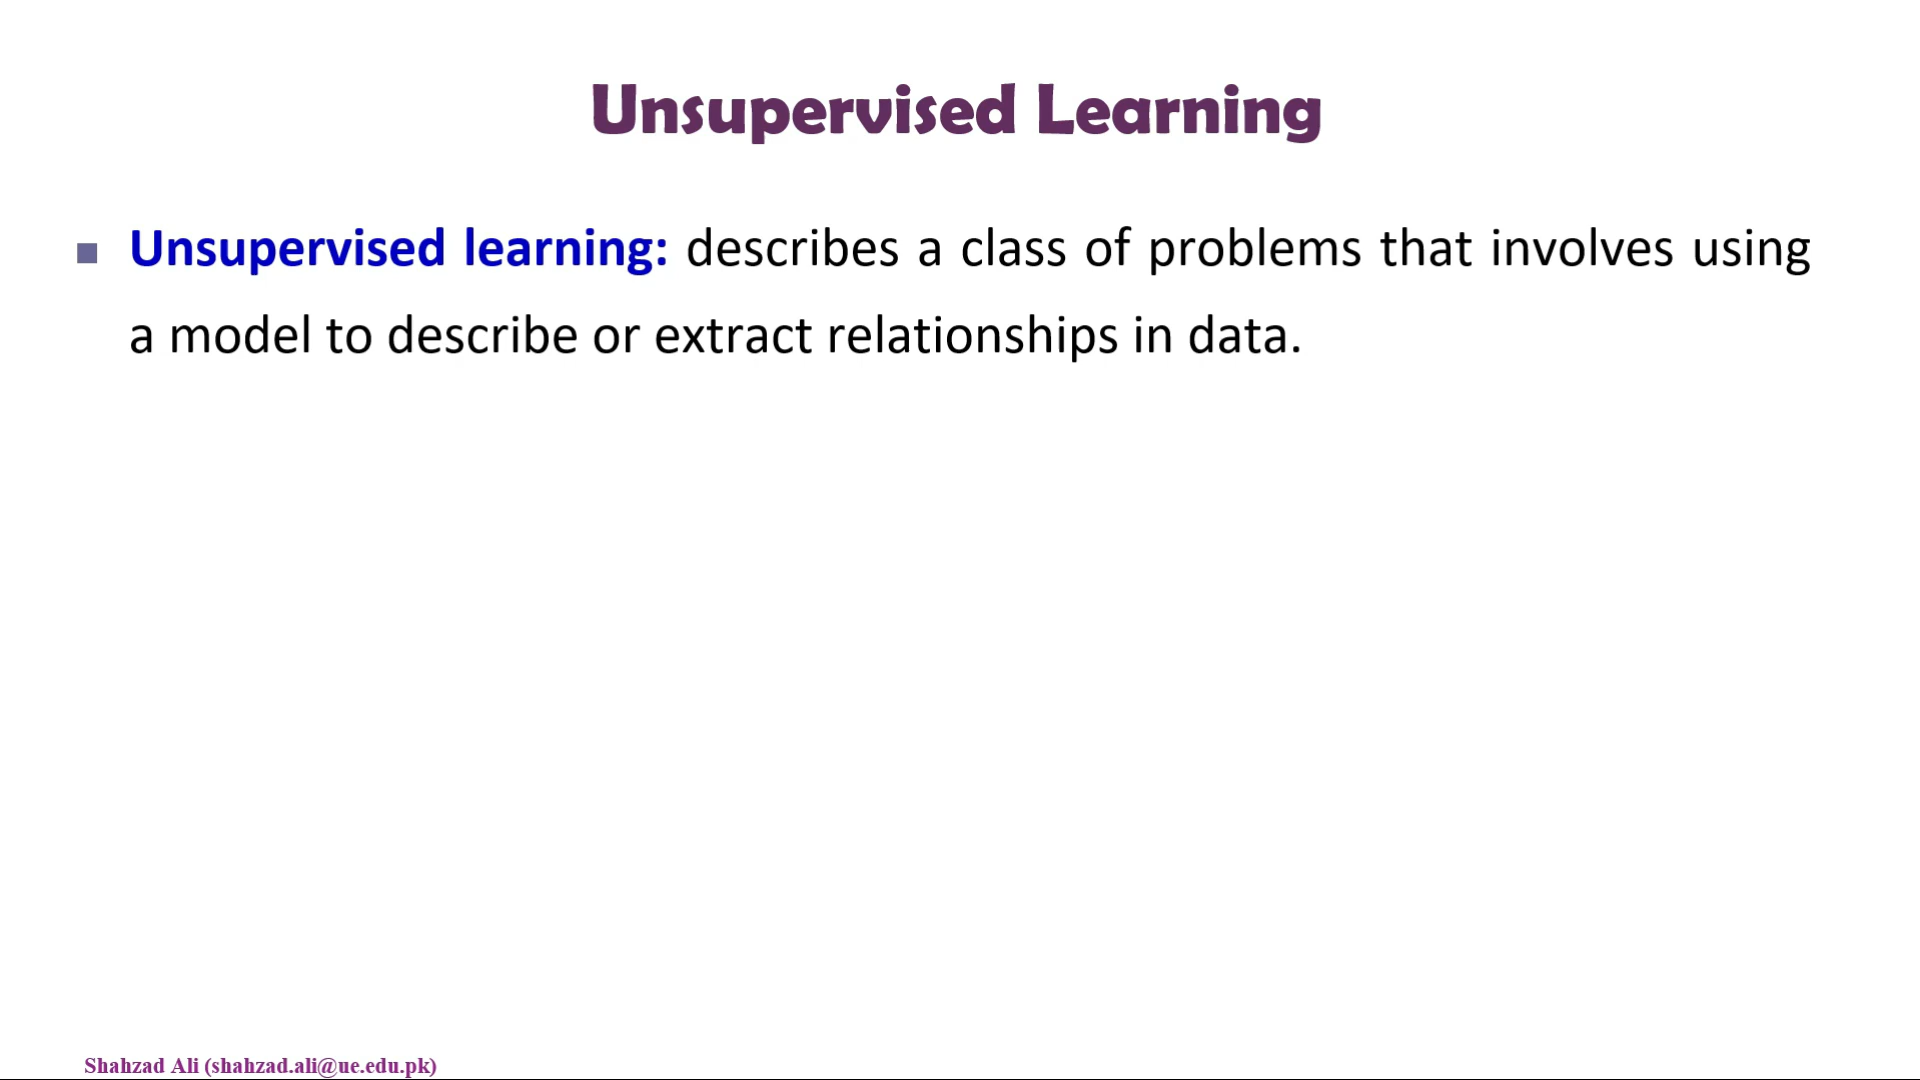 Unsupervised Learning
Unsupervised learning: describes a class of problems that involves using
a model to describe or extract relationships in data.
Shahzad Ali (shahzad.ali@ue.edu.pk)